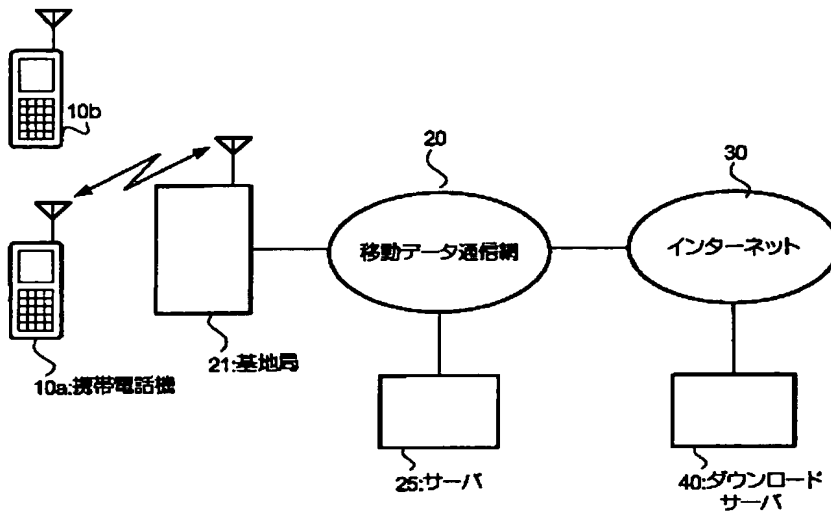 10b
20
30
移動データ通信網
インターネット
21:基地局
10a:携帯電話機
25:サーバ
40:ダウンロード
サーバ